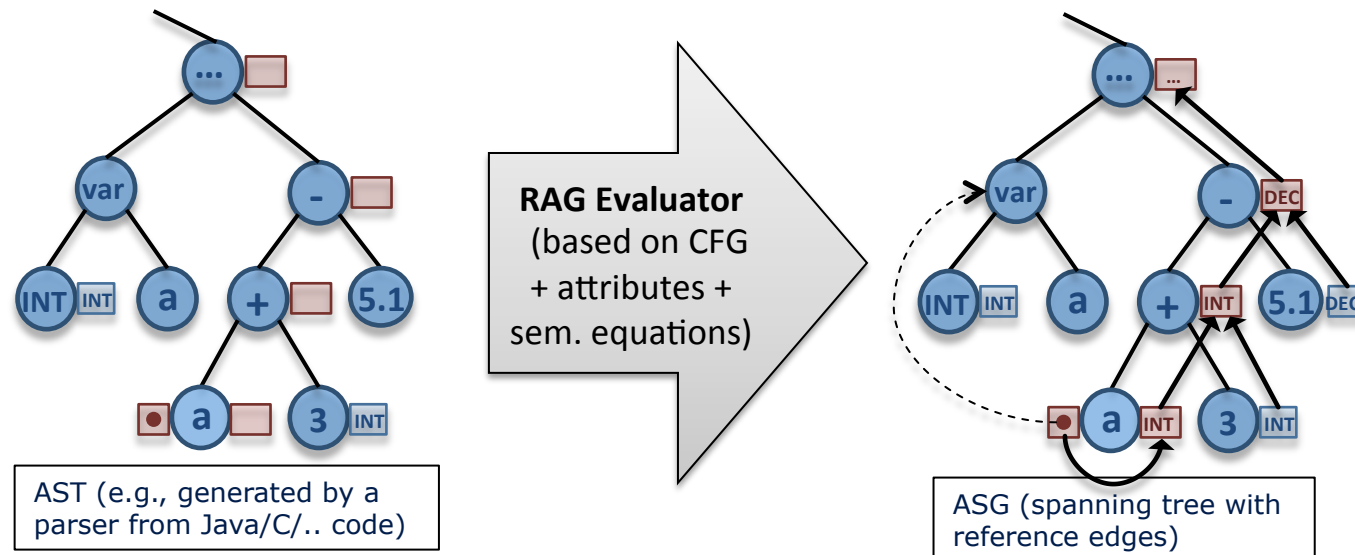 ...
var
-
INT INT
a
+
5.1
a
3 INT
AST (e.g., generated by a
parser from Java/C/.. code)
RAG Evaluator
(based on CFG
+ attributes +
sem. equations)
... ...
var
- DEC
INT INT
a
+ INT
5.1 DEC
a INT
3 INT
ASG (spanning tree with
reference edges)